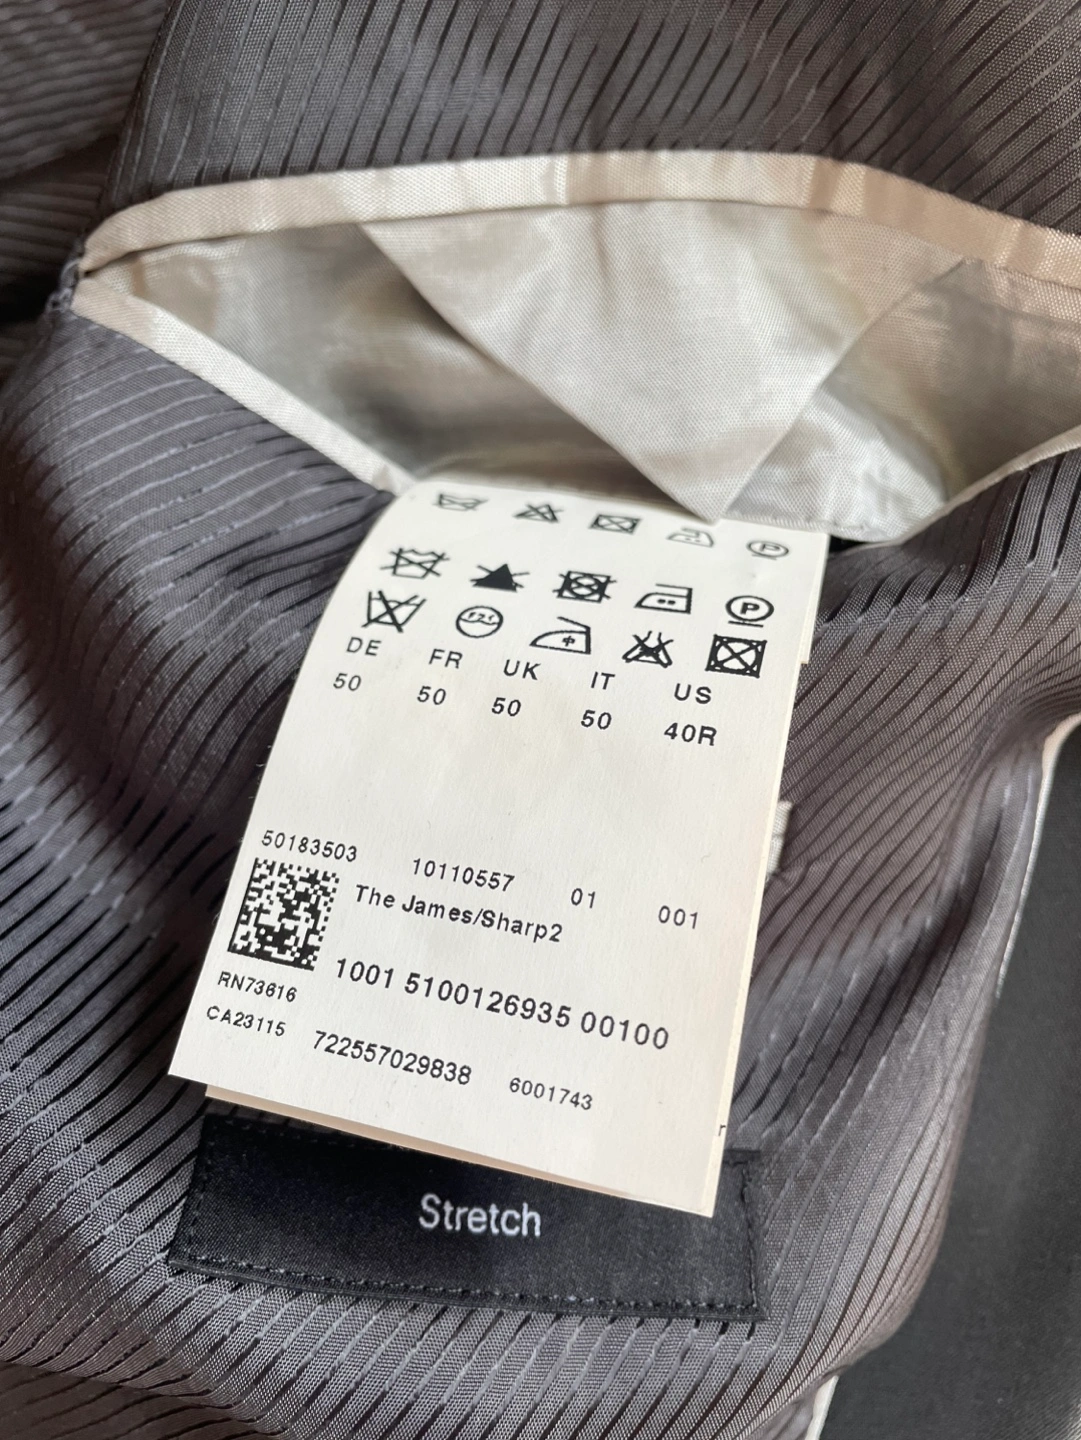 DE FR UK IT US
50 50 50 50 40R
50183503 10110557 01 001
The James/Sharp2
1001 5100126935 00100
RN73616
CA23115 722557029838 6001743
Stretch